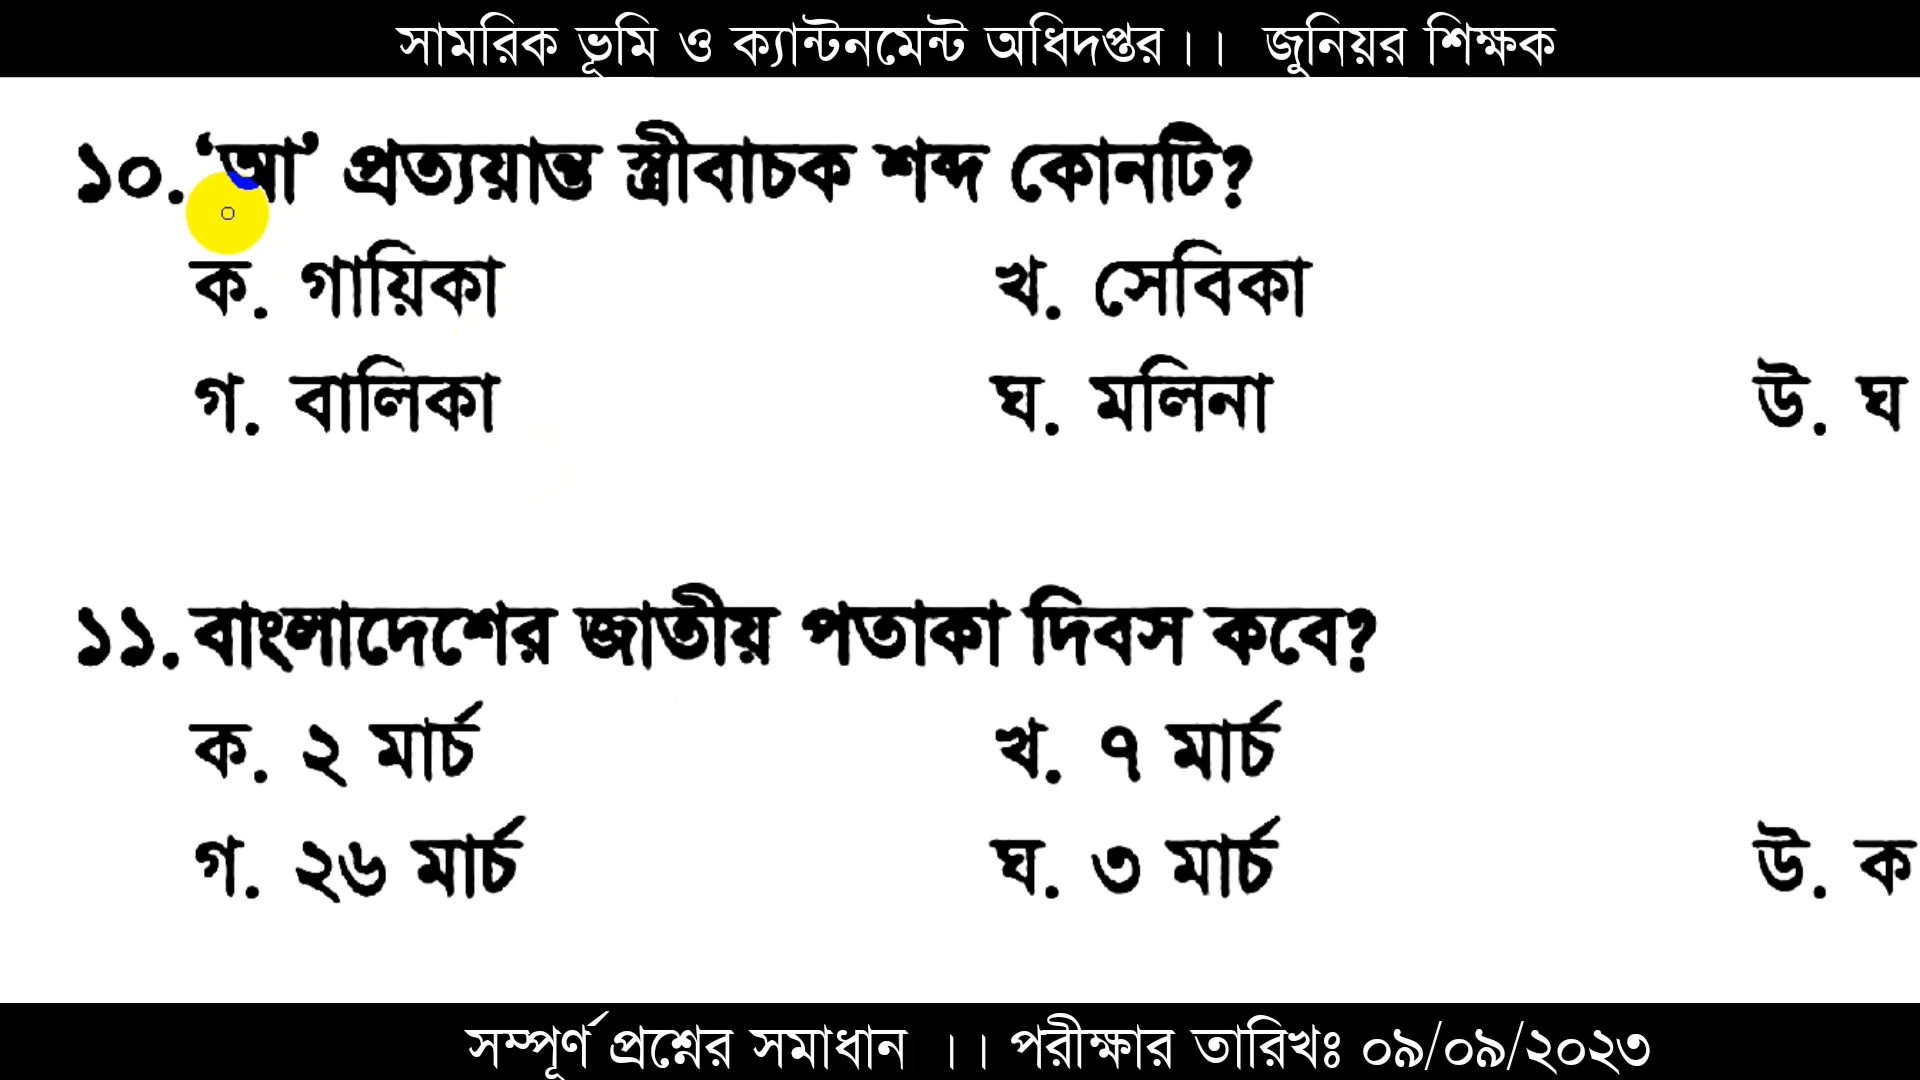 সামরিক ভূমি ও ক্যান্টনমেন্ট অধিদপ্তর।। জুনিয়র শিক্ষক
১০. ‘আ’ প্রত্যয়ান্ত স্ত্রীবাচক শব্দ কোনটি?
ক. গায়িকা খ. সেবিকা
গ. বালিকা ঘ. মলিনা উ. ঘ
১১. বাংলাদেশের জাতীয় পতাকা দিবস কবে?
ক. ২ মার্চ খ. ৭ মার্চ
গ. ২৬ মার্চ ঘ. ৩ মার্চ উ. ক
সম্পূর্ণ প্রশ্নের সমাধান ।। পরীক্ষার তারিখঃ ০৯/০৯/২০২৩